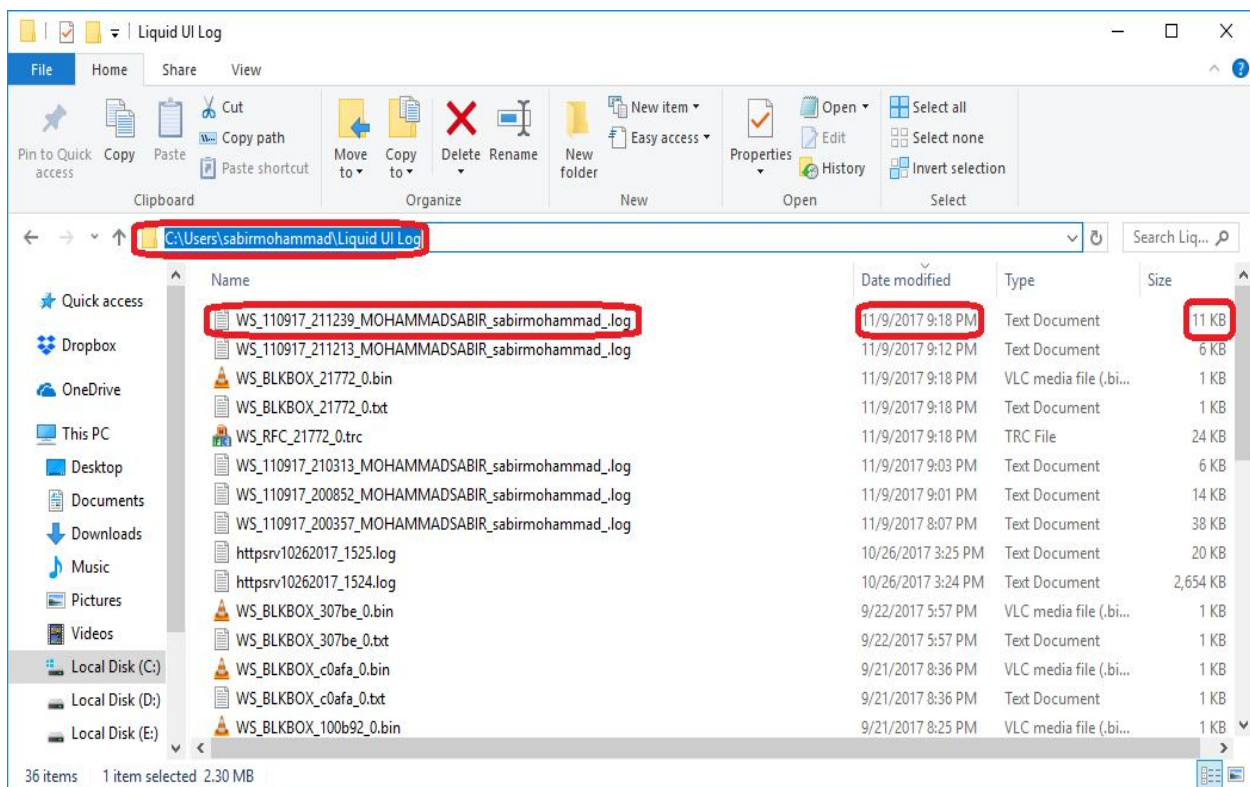 Liquid UI Log
File Home Share View
Pin to Quick access
Copy
Paste
Cut
Copy path
Paste shortcut
Clipboard
Move to
Copy to
Delete
Rename
Organize
New folder
New item
Easy access
New
Properties
Open
Edit
History
Open
Select all
Select none
Invert selection
Select
C:\Users\sabirmohammad\Liquid UI Log
Search Liq...
Quick access
Dropbox
OneDrive
This PC
Desktop
Documents
Downloads
Music
Pictures
Videos
Local Disk (C:)
Local Disk (D:)
Local Disk (E:)
Name Date modified Type Size
WS_110917_211239_MOHAMMADSABIR_sabirmohammad_.log 11/9/2017 9:18 PM Text Document 11 KB
WS_110917_211213_MOHAMMADSABIR_sabirmohammad_.log 11/9/2017 9:12 PM Text Document 6 KB
WS_BLKBOX_21772_0.bin 11/9/2017 9:18 PM VLC media file (.bi... 1 KB
WS_BLKBOX_21772_0.txt 11/9/2017 9:18 PM Text Document 1 KB
WS_RFC_21772_0.trc 11/9/2017 9:18 PM TRC File 24 KB
WS_110917_210313_MOHAMMADSABIR_sabirmohammad_.log 11/9/2017 9:03 PM Text Document 6 KB
WS_110917_200852_MOHAMMADSABIR_sabirmohammad_.log 11/9/2017 9:01 PM Text Document 14 KB
WS_110917_200357_MOHAMMADSABIR_sabirmohammad_.log 11/9/2017 8:07 PM Text Document 38 KB
httpsrv10262017_1525.log 10/26/2017 3:25 PM Text Document 20 KB
httpsrv10262017_1524.log 10/26/2017 3:24 PM Text Document 2,654 KB
WS_BLKBOX_307be_0.bin 9/22/2017 5:57 PM VLC media file (.bi... 1 KB
WS_BLKBOX_307be_0.txt 9/22/2017 5:57 PM Text Document 1 KB
WS_BLKBOX_c0afa_0.bin 9/21/2017 8:36 PM VLC media file (.bi... 1 KB
WS_BLKBOX_c0afa_0.txt 9/21/2017 8:36 PM Text Document 1 KB
WS_BLKBOX_100b92_0.bin 9/21/2017 8:25 PM VLC media file (.bi... 1 KB
36 items 1 item selected 2.30 MB